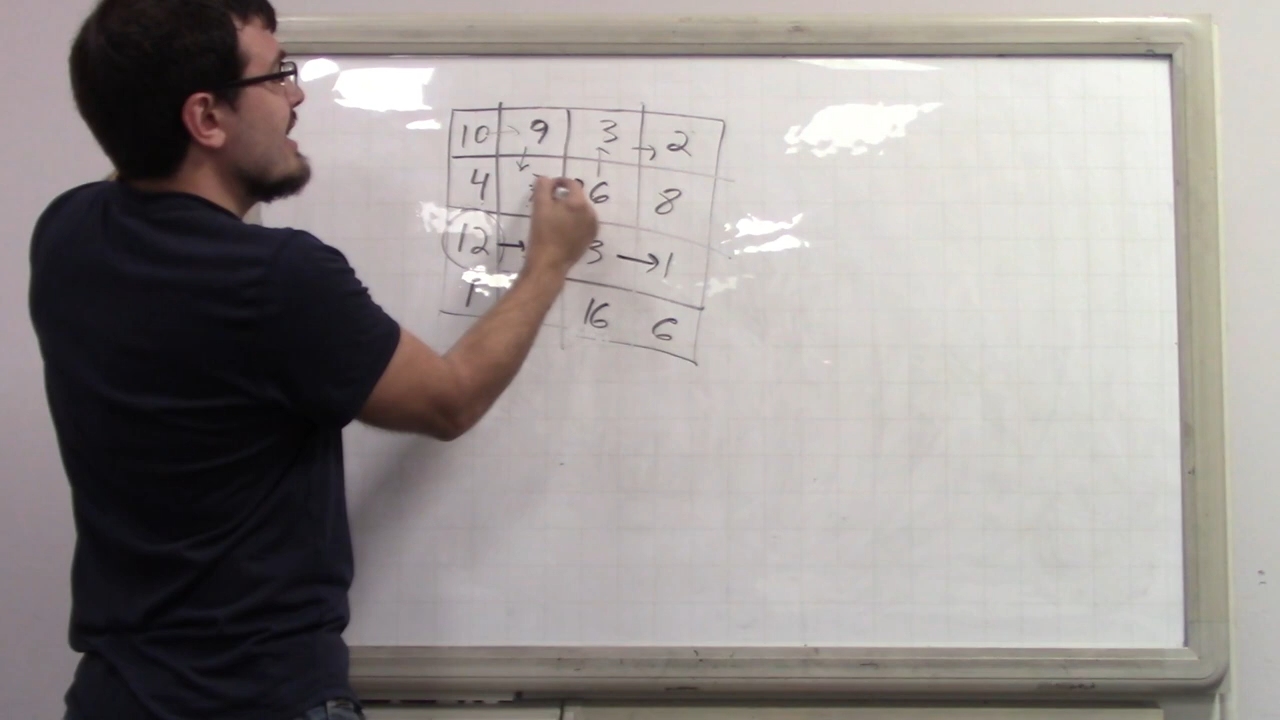 10 → 9 3 → 2
4 6 8
12 → 3 → 1
1 16 6